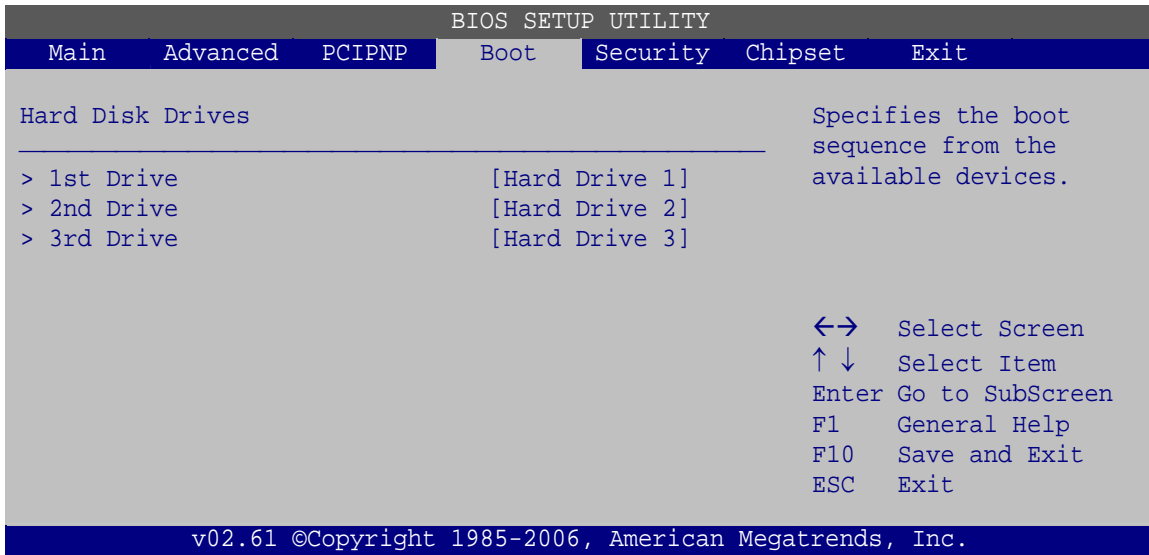 BIOS SETUP UTILITY
Main Advanced PCIPNP Boot Security Chipset Exit
Hard Disk Drives
> 1st Drive [Hard Drive 1]
> 2nd Drive [Hard Drive 2]
> 3rd Drive [Hard Drive 3]
Specifies the boot
sequence from the
available devices.
←→ Select Screen
↑ ↓ Select Item
Enter Go to SubScreen
F1 General Help
F10 Save and Exit
ESC Exit
v02.61 ©Copyright 1985-2006, American Megatrends, Inc.